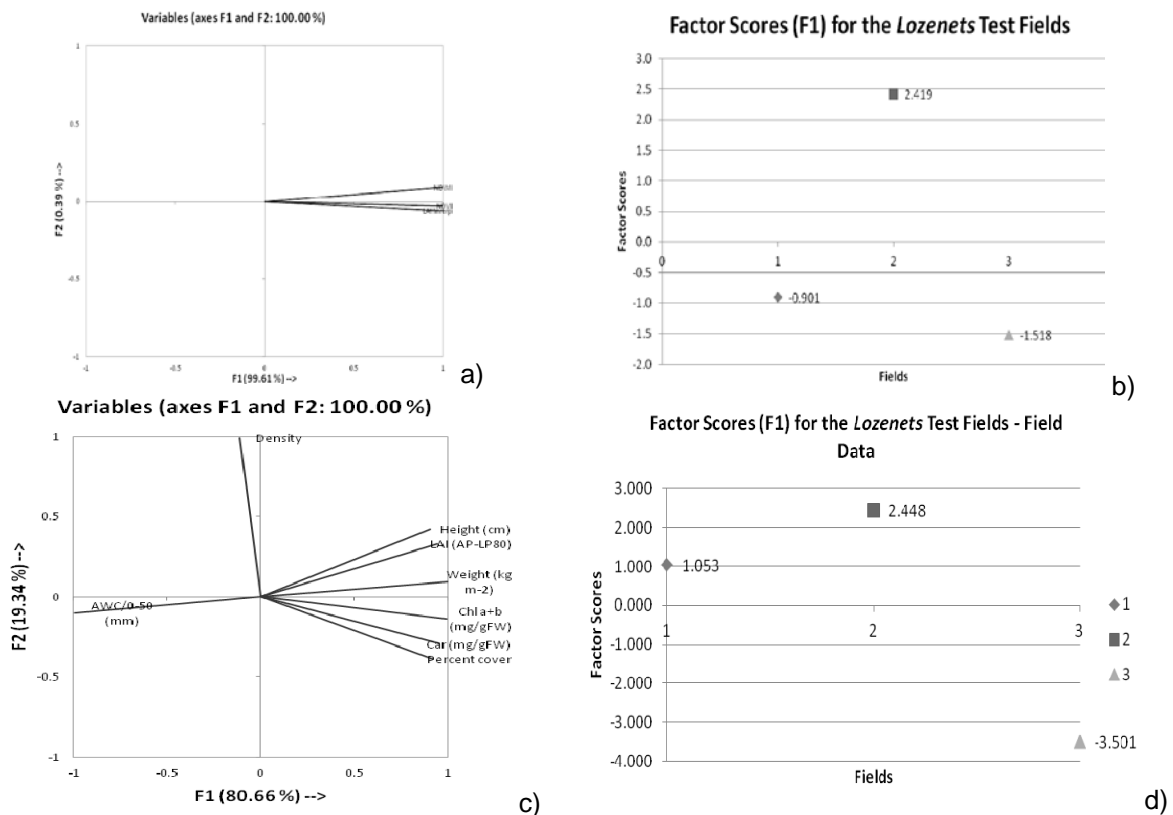 Variables (axes F1 and F2: 100.00 %)
1
0.5
0
-0.5
-1
-1
-0.5
0
0.5
1
F2 (0.39 %) -->
F1 (99.61 %) -->
a)
Factor Scores (F1) for the Lozenets Test Fields
3.0
2.5
2.0
1.5
1.0
0.5
0.0
-0.5
-1.0
-1.5
-2.0
0
1
2
3
2.419
-0.901
-1.518
Factor Scores
Fields
b)
Variables (axes F1 and F2: 100.00 %)
1
0.5
0
-0.5
-1
-1
-0.5
0
0.5
1
Density
Height (cm)
LAI (AP-LP80)
Weight (kg
m-2)
Chl a+b
(mg/gFW)
Car (mg/gFW)
Percent cover
AWC/0-50
(mm)
F2 (19.34 %) -->
F1 (80.66 %) -->
c)
Factor Scores (F1) for the Lozenets Test Fields - Field
Data
3.000
2.000
1.000
0.000
-1.000
-2.000
-3.000
-4.000
1
2
3
1.053
2.448
-3.501
Factor Scores
Fields
1
2
3
d)